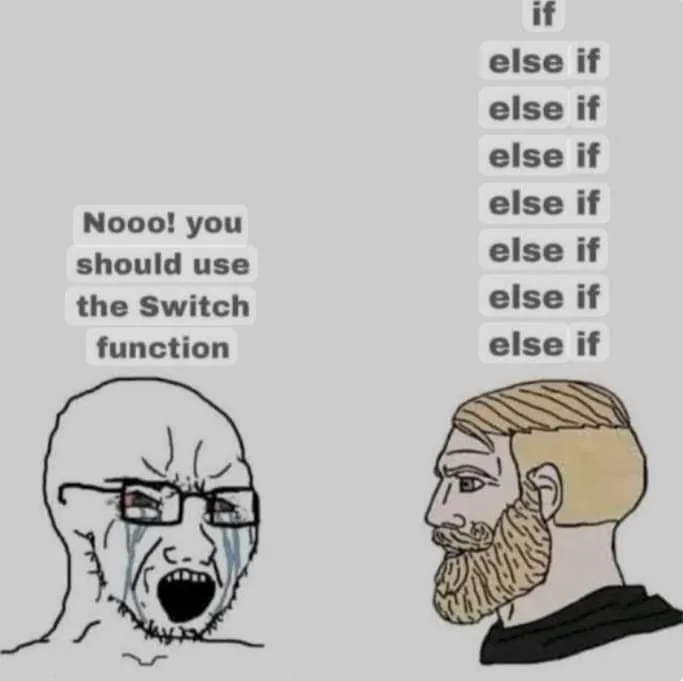 Nooo! you
should use
the Switch
function
if
else if
else if
else if
else if
else if
else if
else if